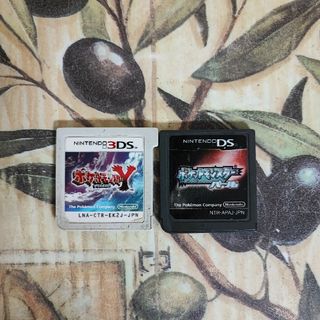 NINTENDO 3DS
ポケットモンスター Y
The Pokémon Company
Nintendo
LNA-CTR-EK2J-JPN
NINTENDO DS
ポケットモンスター
パール
The Pokémon Company
Nintendo
NTR-APAJ-JPN